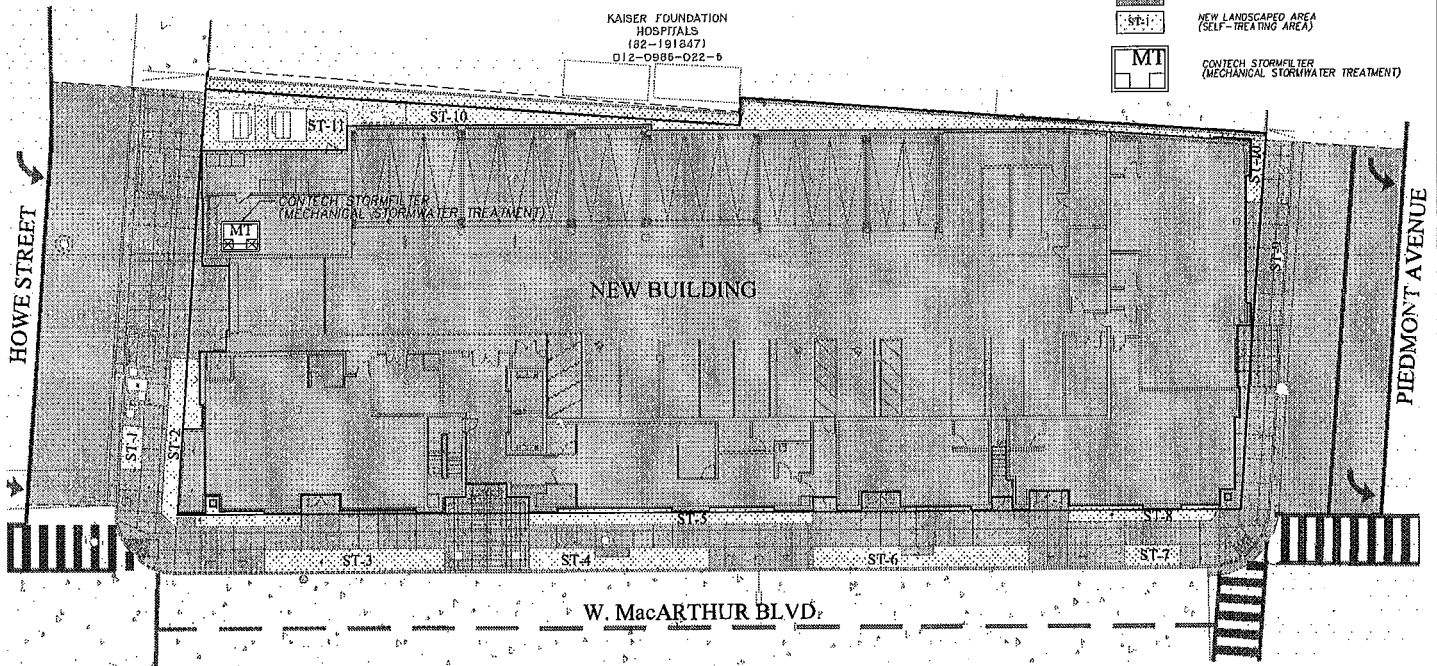 KAISER FOUNDATION
HOSPITALS
(82-191847)
012-0986-022-5
ST-i
NEW LANDSCAPED AREA
(SELF-TREATING AREA)
MT
CONTECH STORMFILTER
(MECHANICAL STORMWATER TREATMENT)
ST-11
ST-10
ST-10
CONTECH STORMFILTER
(MECHANICAL STORMWATER TREATMENT)
MT
HOWE STREET
NEW BUILDING
PIEDMONT AVENUE
ST-9
ST-1
ST-2
ST-5
ST-8
ST-3
ST-4
ST-6
ST-7
W. MacARTHUR BLVD.